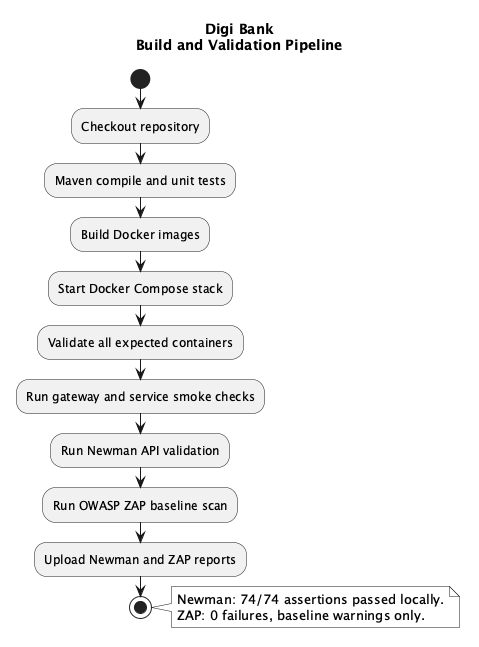 Digi Bank
Build and Validation Pipeline
Checkout repository
Maven compile and unit tests
Build Docker images
Start Docker Compose stack
Validate all expected containers
Run gateway and service smoke checks
Run Newman API validation
Run OWASP ZAP baseline scan
Upload Newman and ZAP reports
Newman: 74/74 assertions passed locally.
ZAP: 0 failures, baseline warnings only.